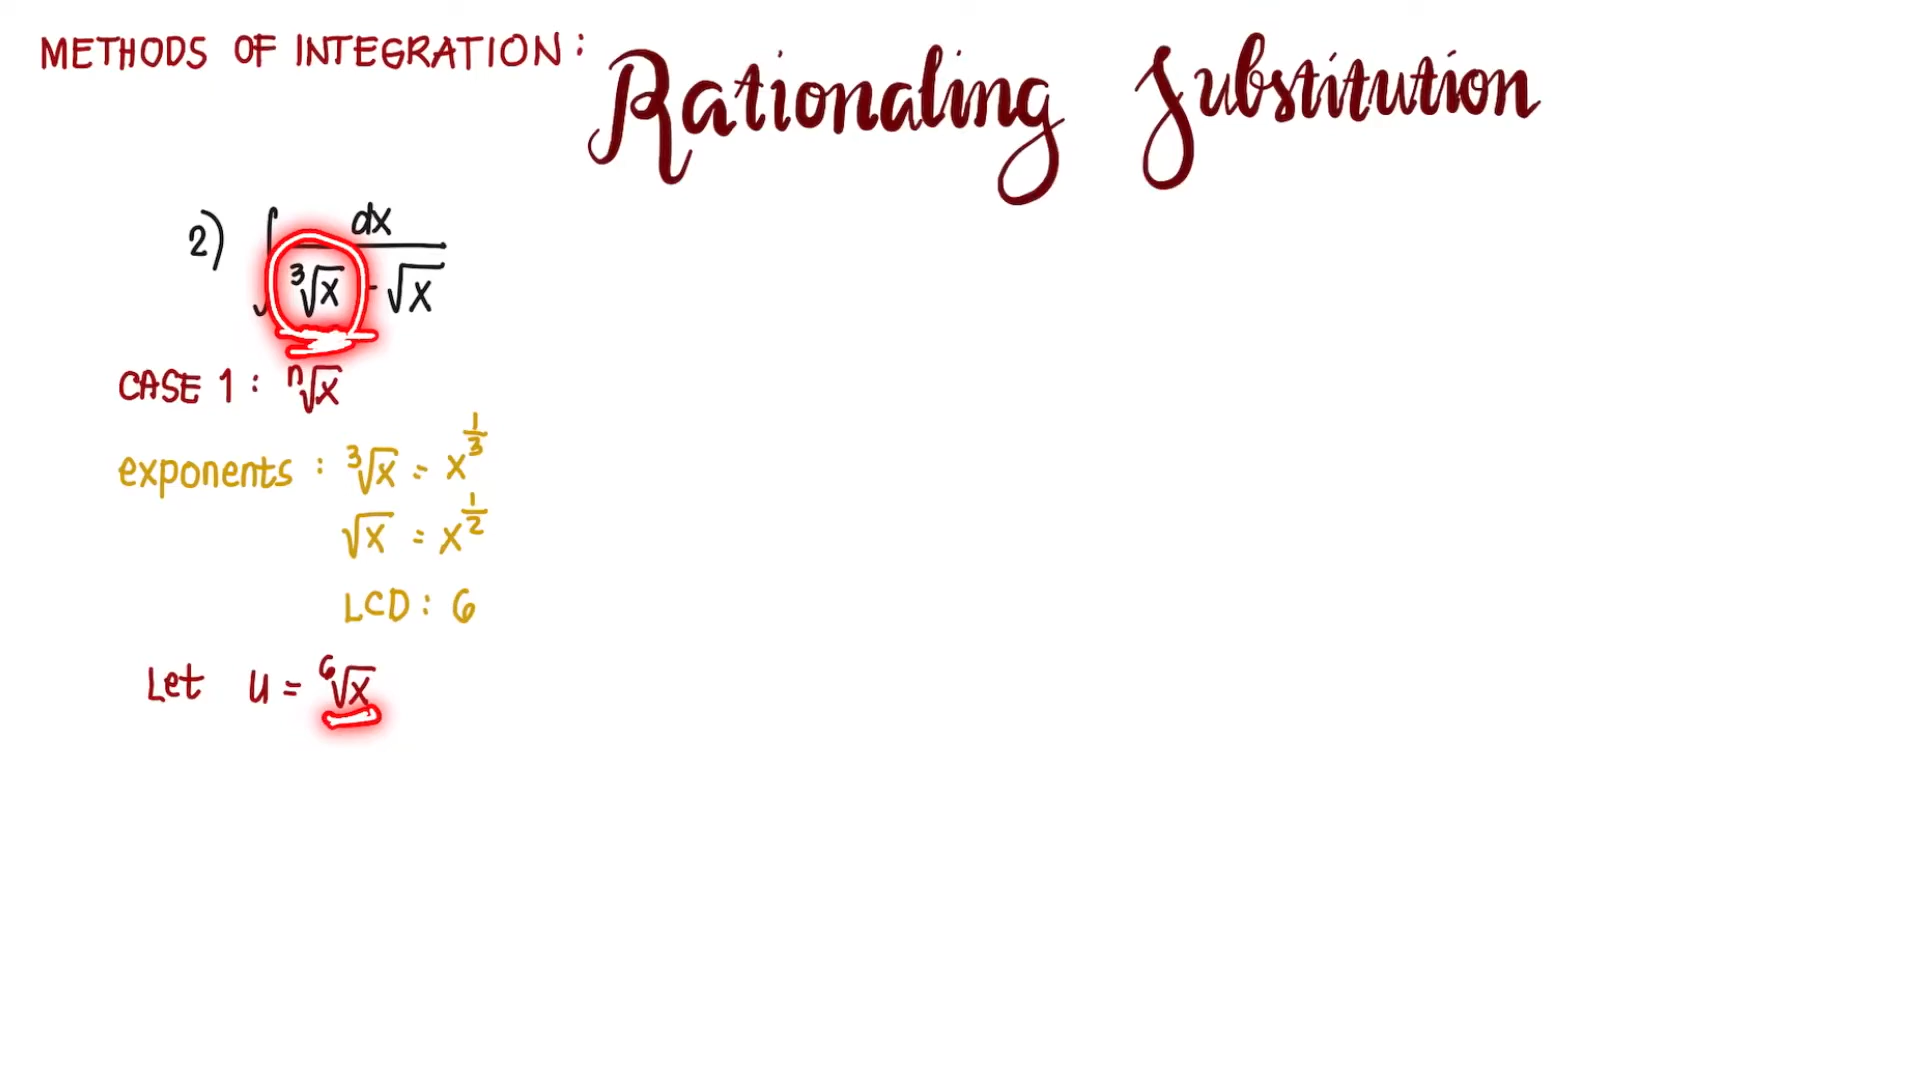 METHODS OF INTEGRATION: Rationaling Substitution
2) ∫ dx / (∛x - √x)
CASE 1: ⁿ√x
exponents: ∛x = x^(1/3)
√x = x^(1/2)
LCD: 6
Let u = ⁶√x